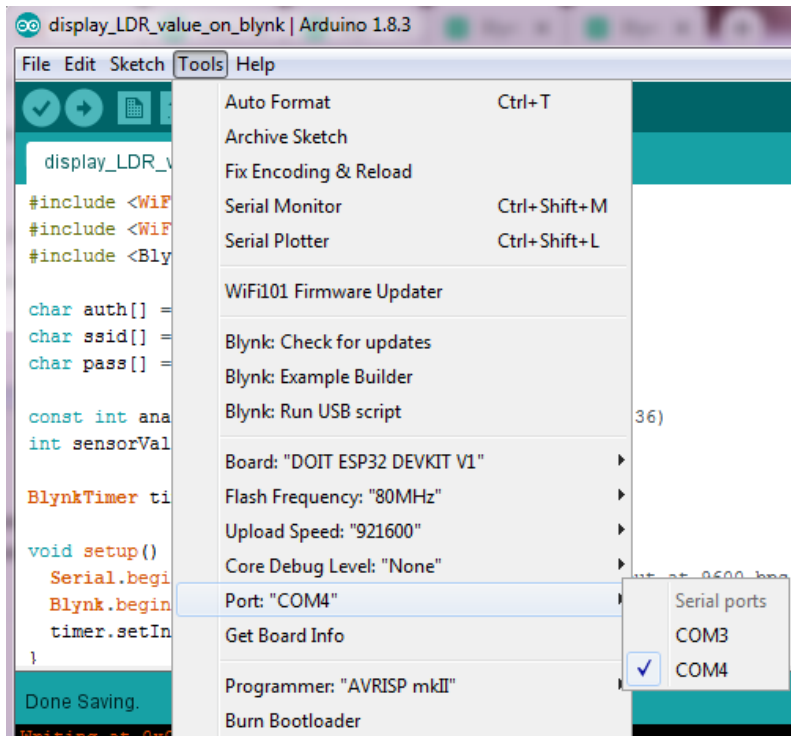 display_LDR_value_on_blynk | Arduino 1.8.3
File Edit Sketch Tools Help
display_LDR_v
Auto Format Ctrl+T
Archive Sketch
Fix Encoding & Reload
Serial Monitor Ctrl+Shift+M
Serial Plotter Ctrl+Shift+L
WiFi101 Firmware Updater
Blynk: Check for updates
Blynk: Example Builder
Blynk: Run USB script
Board: "DOIT ESP32 DEVKIT V1"
Flash Frequency: "80MHz"
Upload Speed: "921600"
Core Debug Level: "None"
Port: "COM4"
Get Board Info
Programmer: "AVRISP mkII"
Burn Bootloader
Serial ports
COM3
COM4
#include <WiF
#include <WiF
#include <Bly
char auth[] =
char ssid[] =
char pass[] =
const int ana 36)
int sensorVal
BlynkTimer ti
void setup()
Serial.begi at 9600 bps
Blynk.begin
timer.setIn
}
Done Saving.
Writing at